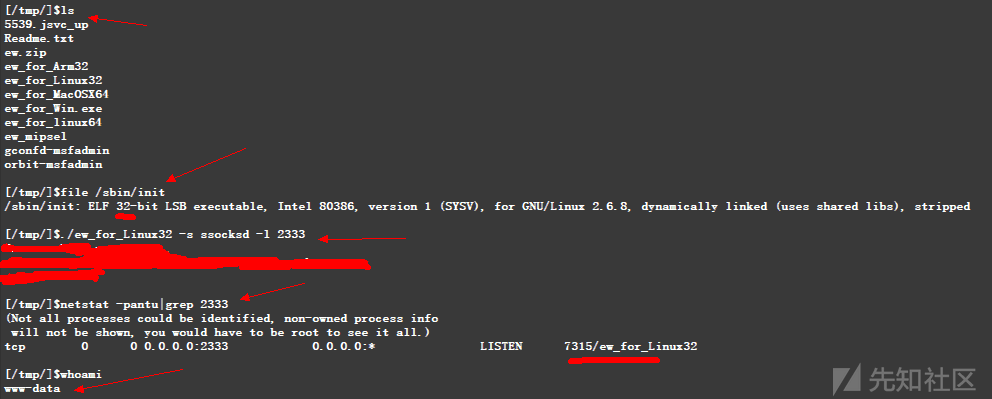 [/tmp/]$ls
5539.jsvc_up
Readme.txt
ew.zip
ew_for_Arm32
ew_for_Linux32
ew_for_MacOSX64
ew_for_Win.exe
ew_for_linux64
ew_mipsel
gconfd-msfadmin
orbit-msfadmin
[/tmp/]$file /sbin/init
/sbin/init: ELF 32-bit LSB executable, Intel 80386, version 1 (SYSV), for GNU/Linux 2.6.8, dynamically linked (uses shared libs), stripped
[/tmp/]$./ew_for_Linux32 -s ssocksd -l 2333
[/tmp/]$netstat -pantu|grep 2333
(Not all processes could be identified, non-owned process info
will not be shown, you would have to be root to see it all.)
tcp 0 0 0.0.0.0:2333 0.0.0.0:* LISTEN 7315/ew_for_Linux32
[/tmp/]$whoami
www-data
先知社区